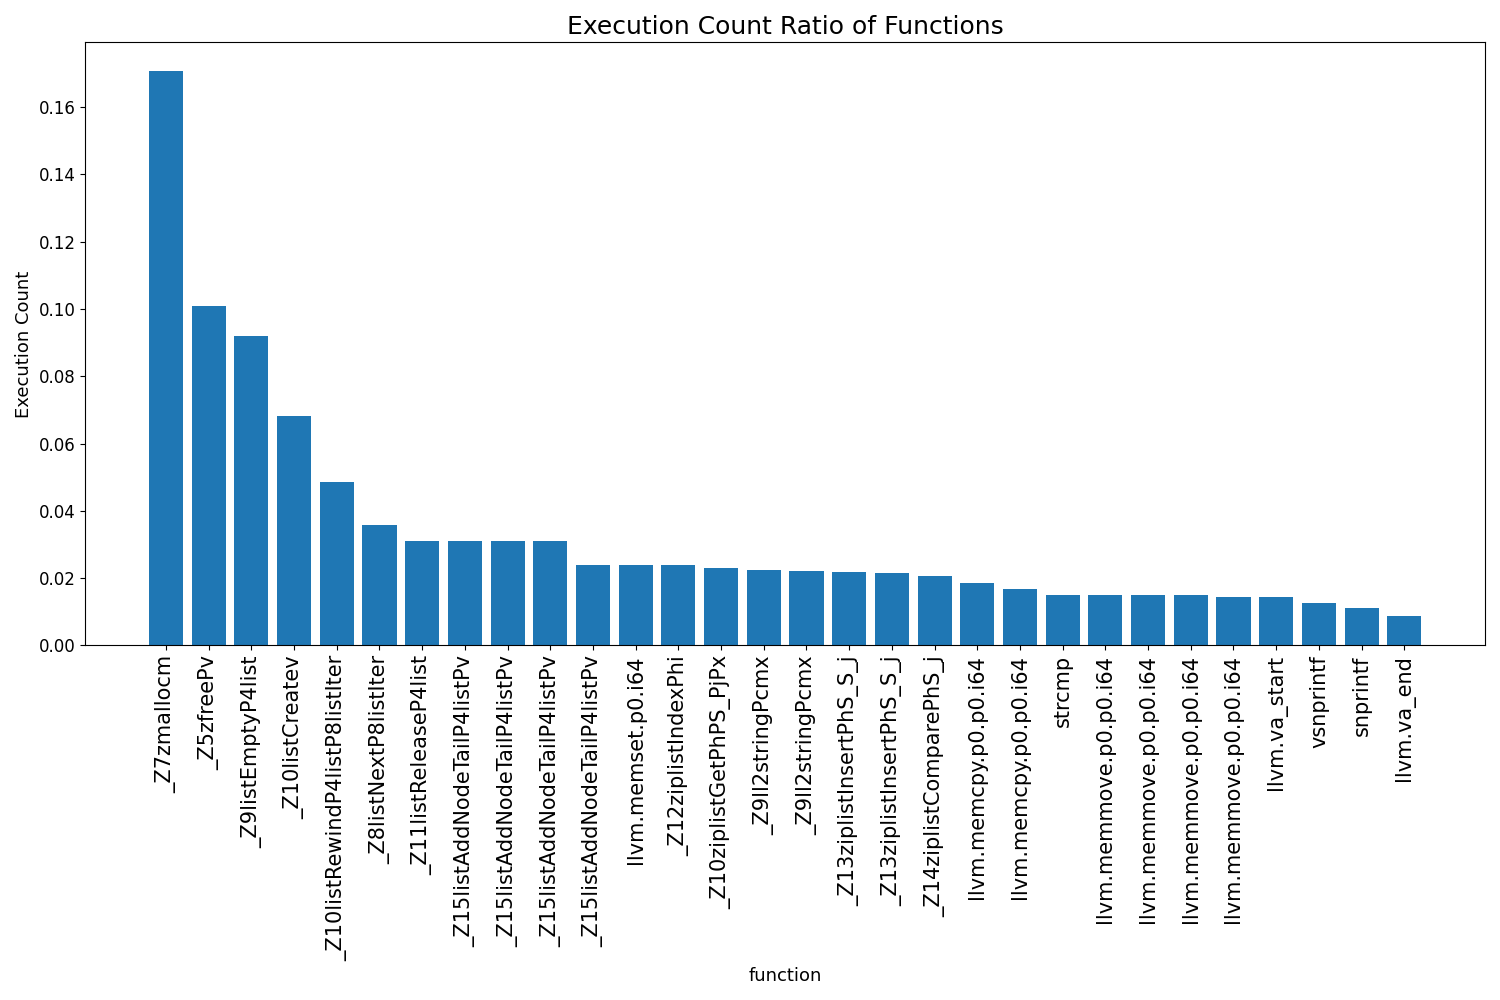 Execution Count Ratio of Functions
Execution Count
0.16
0.14
0.12
0.10
0.08
0.06
0.04
0.02
0.00
_Z7zmallocm
_Z5zfreePv
_Z9listEmptyP4list
_Z10listCreatev
_Z10listRewindP4listP8listIter
_Z8listNextP8listIter
_Z11listReleaseP4list
_Z15listAddNodeTailP4listPv
_Z15listAddNodeTailP4listPv
_Z15listAddNodeTailP4listPv
_Z15listAddNodeTailP4listPv
llvm.memset.p0.i64
_Z12ziplistIndexPhi
_Z10ziplistGetPhPS_PjPx
_Z9ll2stringPcmx
_Z9ll2stringPcmx
_Z13ziplistInsertPhS_S_j
_Z13ziplistInsertPhS_S_j
_Z14ziplistComparePhS_j
llvm.memcpy.p0.p0.i64
llvm.memcpy.p0.p0.i64
strcmp
llvm.memmove.p0.p0.i64
llvm.memmove.p0.p0.i64
llvm.memmove.p0.p0.i64
llvm.memmove.p0.p0.i64
llvm.va_start
vsnprintf
snprintf
llvm.va_end
function